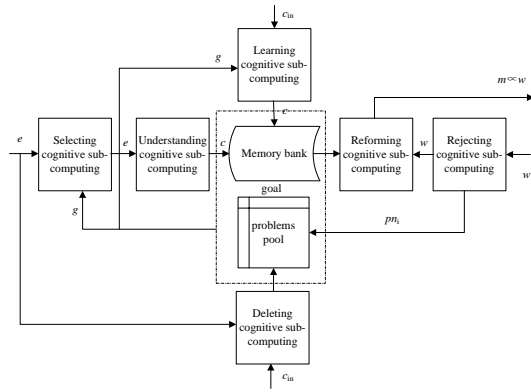 c_in
Learning
cognitive sub-
computing
g
m∝w
c
e
Selecting
cognitive sub-
computing
e
Understanding
cognitive sub-
computing
c
Memory bank
Reforming
cognitive sub-
computing
w
Rejecting
cognitive sub-
computing
w
goal
g
problems
pool
pn_i
Deleting
cognitive sub-
computing
c_in